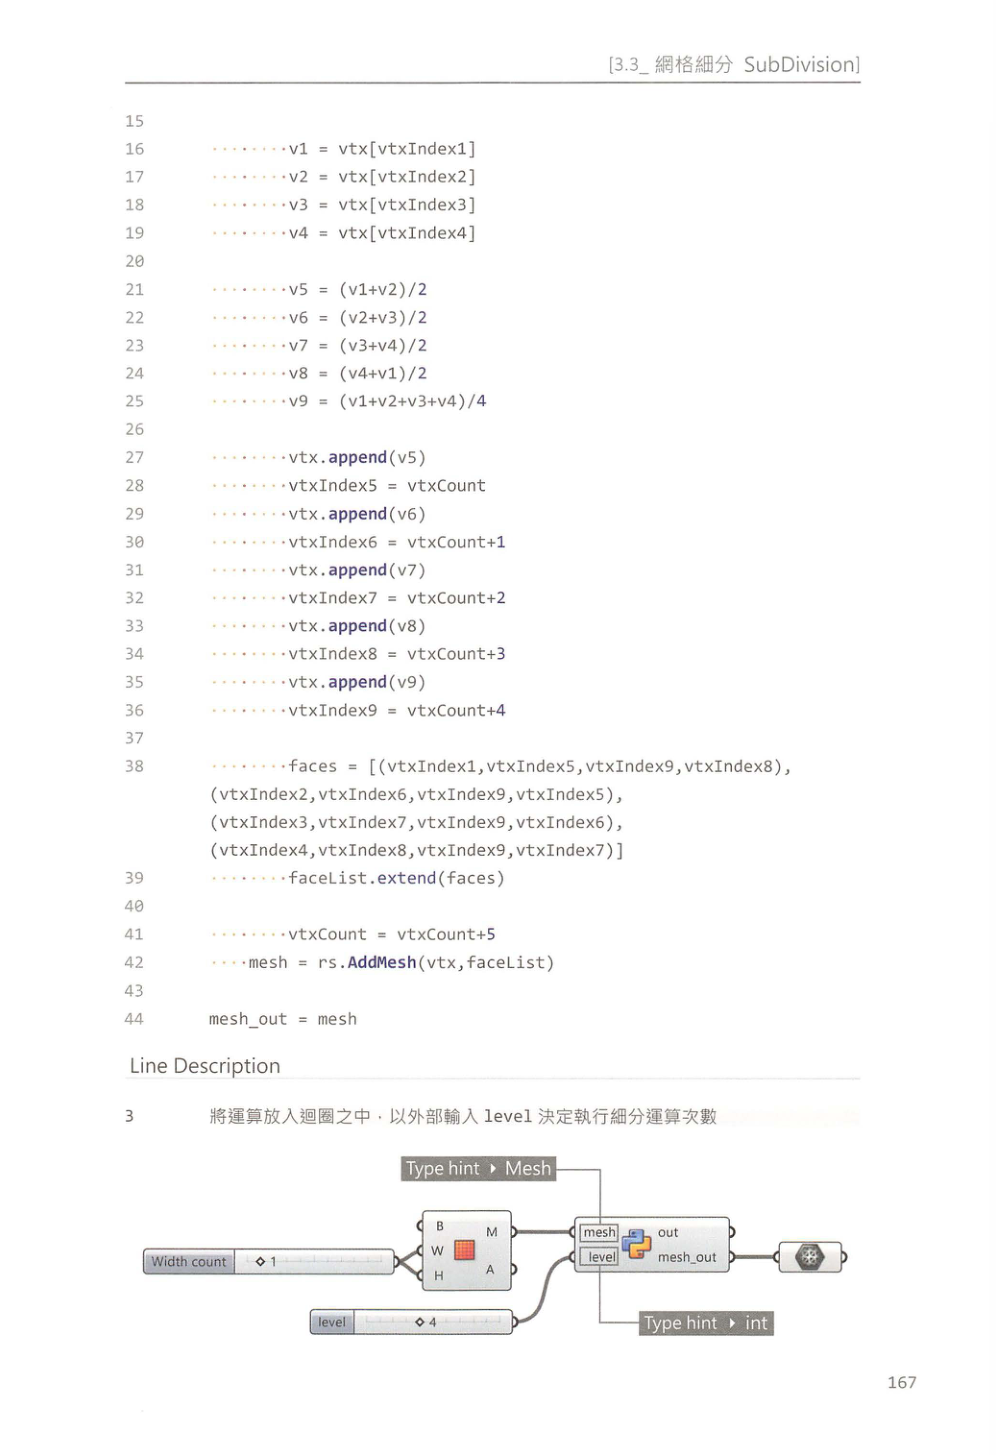 [3.3_ 網格細分 SubDivision]
15
16 ········v1 = vtx[vtxIndex1]
17 ········v2 = vtx[vtxIndex2]
18 ········v3 = vtx[vtxIndex3]
19 ········v4 = vtx[vtxIndex4]
20
21 ········v5 = (v1+v2)/2
22 ········v6 = (v2+v3)/2
23 ········v7 = (v3+v4)/2
24 ········v8 = (v4+v1)/2
25 ········v9 = (v1+v2+v3+v4)/4
26
27 ········vtx.append(v5)
28 ········vtxIndex5 = vtxCount
29 ········vtx.append(v6)
30 ········vtxIndex6 = vtxCount+1
31 ········vtx.append(v7)
32 ········vtxIndex7 = vtxCount+2
33 ········vtx.append(v8)
34 ········vtxIndex8 = vtxCount+3
35 ········vtx.append(v9)
36 ········vtxIndex9 = vtxCount+4
37
38 ········faces = [(vtxIndex1,vtxIndex5,vtxIndex9,vtxIndex8),
(vtxIndex2,vtxIndex6,vtxIndex9,vtxIndex5),
(vtxIndex3,vtxIndex7,vtxIndex9,vtxIndex6),
(vtxIndex4,vtxIndex8,vtxIndex9,vtxIndex7)]
39 ········faceList.extend(faces)
40
41 ········vtxCount = vtxCount+5
42 ····mesh = rs.AddMesh(vtx,faceList)
43
44 mesh_out = mesh
Line Description
3 將運算放入迴圈之中，以外部輸入 level 決定執行細分運算次數
Type hint ▸ Mesh
B
W
H
M
A
mesh
level
out
mesh_out
Width count ◇ 1
level ◇ 4
Type hint ▸ int
167